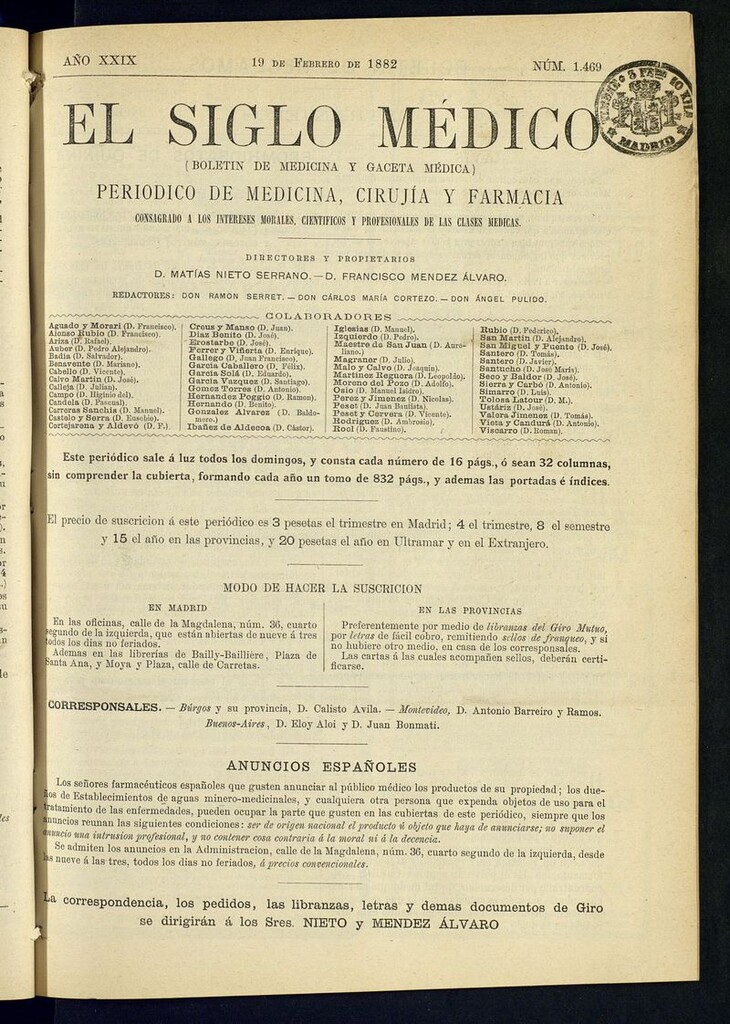 AÑO XXIX
19 DE FEBRERO DE 1882
NÚM. 1.469
EL SIGLO MÉDICO
(BOLETIN DE MEDICINA Y GACETA MÉDICA)
PERIODICO DE MEDICINA, CIRUJÍA Y FARMACIA
CONSAGRADO A LOS INTERESES MORALES, CIENTIFICOS Y PROFESIONALES DE LAS CLASES MEDICAS.
DIRECTORES Y PROPIETARIOS
D. MATÍAS NIETO SERRANO.—D. FRANCISCO MENDEZ ÁLVARO.
REDACTORES: DON RAMON SERRET.—DON CÁRLOS MARÍA CORTEZO.—DON ÁNGEL PULIDO.
COLABORADORES
Aguado y Morari (D. Francisco).
Alonso Rubio (D. Francisco).
Ariza (D. Rafael).
Auber (D. Pedro Alejandro).
Badía (D. Salvador).
Benavente (D. Mariano).
Cabello (D. Vicente).
Calvo Martin (D. José).
Calleja (D. Julian).
Campo (D. Higinio del).
Candela (D. Pascual).
Carreras Sanchis (D. Manuel).
Castelo y Serra (D. Eusebio).
Cortejarena y Aldevó (D. F.).
Creus y Manso (D. Juan).
Diaz Benito (D. José).
Erostarbe (D. José).
Ferrer y Viñerta (D. Enrique).
Gallego (D. Juan Francisco).
García Caballero (D. Félix).
García Solá (D. Eduardo).
García Vazquez (D. Santiago).
Gomez Torres (D. Antonio).
Hernandez Poggio (D. Ramon).
Hernando (D. Benito).
Gonzalez Alvarez (D. Baldo-
mero.)
Ibañez de Aldecoa (D. Cástor).
Iglesias (D. Manuel).
Izquierdo (D. Pedro).
Maestre de San Juan (D. Aure-
liano.)
Magraner (D. Julio).
Malo y Calvo (D. Joaquin).
Martinez Reguera (D. Leopoldo).
Moreno del Pozo (D. Adolfo).
Osio (D. Manuel Isidro).
Perez y Jimenez (D. Nicolas).
Peset (D. Juan Bautista).
Peset y Cervera (D. Vicente).
Rodriguez (D. Ambrosio).
Roel (D. Faustino).
Rubio (D. Federico).
San Martin (D. Alejandro).
San Miguel y Puente (D. José).
Santero (D. Tomás).
Santero (D. Javier).
Santucho (D. José María).
Seco y Baldor (D. José).
Sierra y Carbó (D. Antonio).
Simarro (D. Luis).
Tolosa Latour (D. M.).
Ustáriz (D. José).
Valera Jimenez (D. Tomás).
Vieta y Candurá (D. Antonio).
Viscarro (D. Roman).
Este periódico sale á luz todos los domingos, y consta cada número de 16 págs., ó sean 32 columnas,
sin comprender la cubierta, formando cada año un tomo de 832 págs., y ademas las portadas é índices.
El precio de suscricion á este periódico es 3 pesetas el trimestre en Madrid; 4 el trimestre, 8 el semestre
y 15 el año en las provincias, y 20 pesetas el año en Ultramar y en el Extranjero.
MODO DE HACER LA SUSCRICION
EN MADRID
En las oficinas, calle de la Magdalena, núm. 36, cuarto
segundo de la izquierda, que están abiertas de nueve á tres
todos los dias no feriados.
Ademas en las librerías de Bailly-Baillière, Plaza de
Santa Ana, y Moya y Plaza, calle de Carretas.
EN LAS PROVINCIAS
Preferentemente por medio de libranzas del Giro Mutuo,
por letras de fácil cobro, remitiendo sellos de franqueo, y si
no hubiere otro medio, en casa de los corresponsales.
Las cartas á las cuales acompañen sellos, deberán certi-
ficarse.
CORRESPONSALES.—Búrgos y su provincia, D. Calisto Avila.—Montevideo, D. Antonio Barreiro y Ramos.
Buenos-Aires, D. Eloy Aloi y D. Juan Bonmati.
ANUNCIOS ESPAÑOLES
Los señores farmacéuticos españoles que gusten anunciar al público médico los productos de su propiedad; los due-
ños de Establecimientos de aguas minero-medicinales, y cualquiera otra persona que expenda objetos de uso para el
tratamiento de las enfermedades, pueden ocupar la parte que gusten en las cubiertas de este periódico, siempre que los
anuncios reunan las siguientes condiciones: ser de orígen nacional el producto ú objeto que haya de anunciarse; no suponer el
anuncio una intrusion profesional, y no contener cosa contraria á la moral ni á la decencia.
Se admiten los anuncios en la Administracion, calle de la Magdalena, núm. 36, cuarto segundo de la izquierda, desde
las nueve á las tres, todos los dias no feriados, á precios convencionales.
La correspondencia, los pedidos, las libranzas, letras y demas documentos de Giro
se dirigirán á los Sres. NIETO y MENDEZ ÁLVARO
MADRID